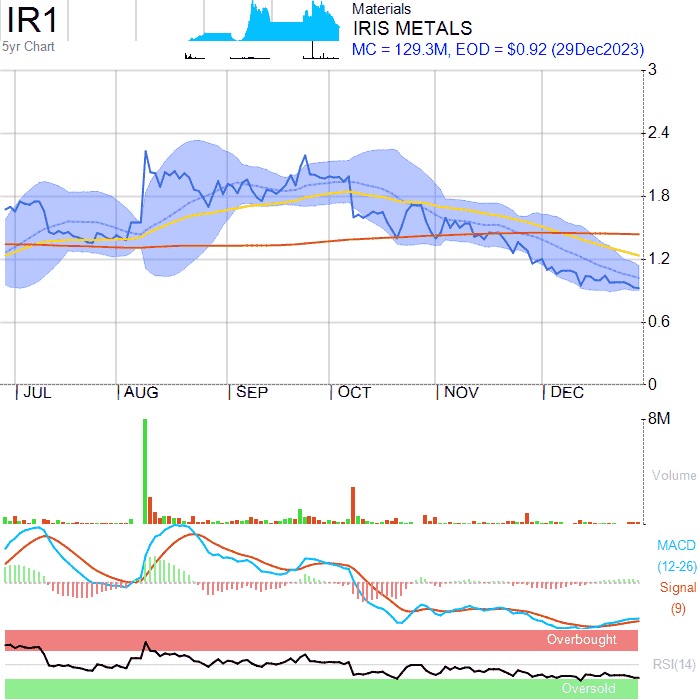 IR1
5yr Chart
Materials
IRIS METALS
MC = 129.3M, EOD = $0.92 (29Dec2023)
3
2.4
1.8
1.2
0.6
0
JUL AUG SEP OCT NOV DEC
8M
Volume
MACD
(12-26)
Signal
(9)
Overbought
RSI(14)
Oversold